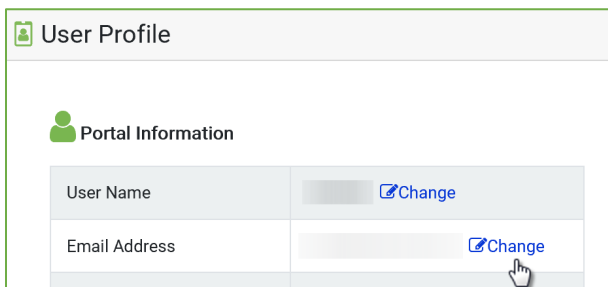 User Profile
Portal Information
User Name Change
Email Address Change